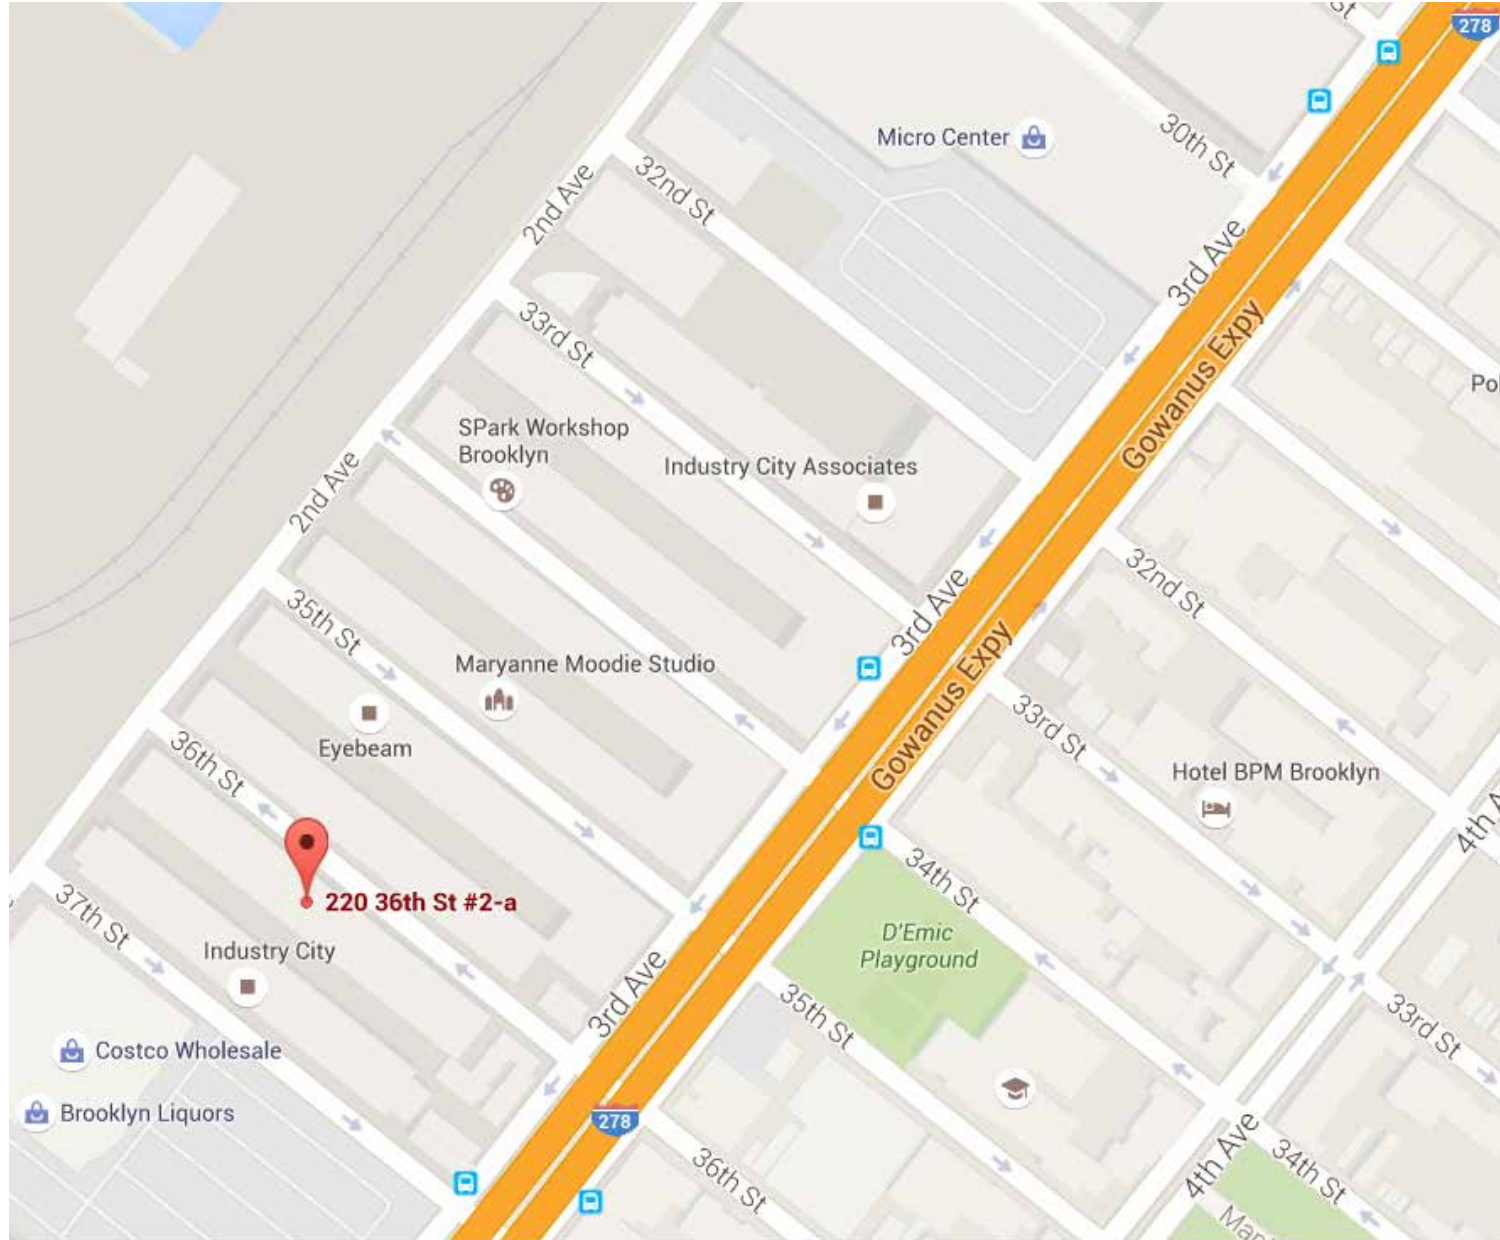 St
278
Micro Center
30th St
32nd St
2nd Ave
3rd Ave
33rd St
Gowanus Expy
SPark Workshop
Brooklyn
Industry City Associates
2nd Ave
32nd St
3rd Ave
35th St
Gowanus Expy
Maryanne Moodie Studio
33rd St
Eyebeam
36th St
Hotel BPM Brooklyn
34th St
220 36th St #2-a
37th St
Industry City
D'Emic
Playground
3rd Ave
35th St
33rd St
Costco Wholesale
Brooklyn Liquors
278
4th Ave
34th St
36th St